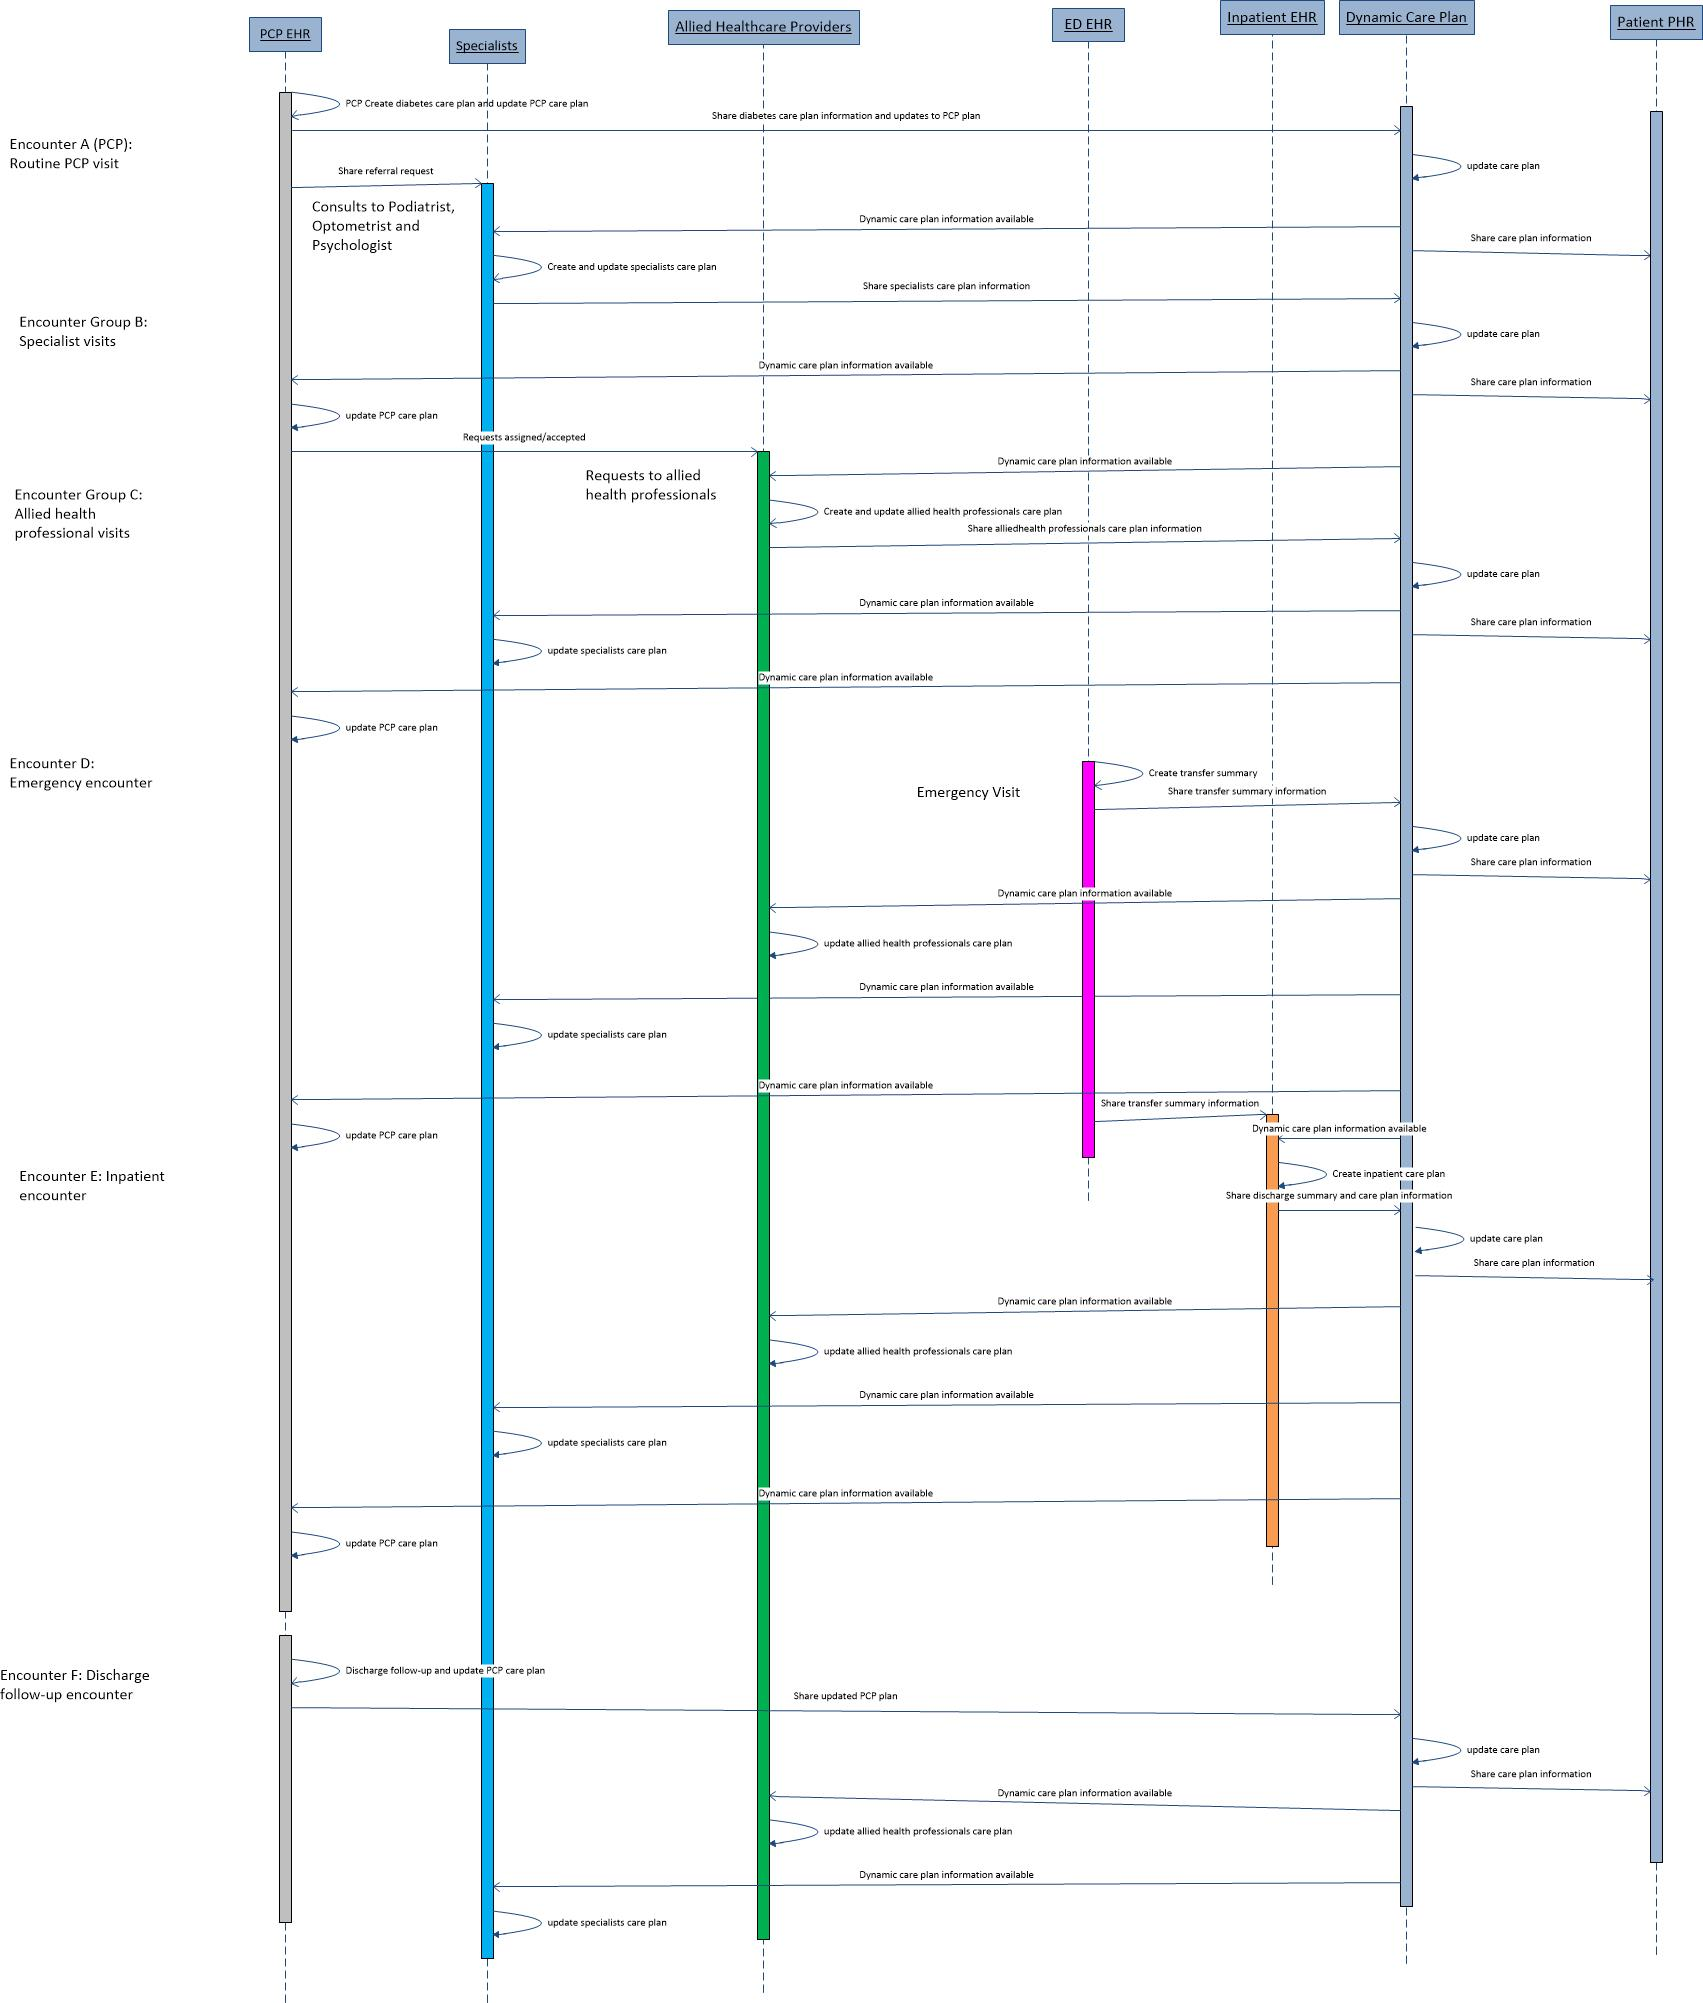 PCP EHR
Specialists
Allied Healthcare Providers
ED EHR
Inpatient EHR
Dynamic Care Plan
Patient PHR
PCP Create diabetes care plan and update PCP care plan
Share diabetes care plan information and updates to PCP plan
Encounter A (PCP):
Routine PCP visit
update care plan
Share referral request
Consults to Podiatrist,
Optometrist and
Psychologist
Dynamic care plan information available
Share care plan information
Create and update specialists care plan
Share specialists care plan information
Encounter Group B:
Specialist visits
update care plan
Dynamic care plan information available
Share care plan information
update PCP care plan
Requests assigned/accepted
Dynamic care plan information available
Requests to allied
health professionals
Encounter Group C:
Allied health
professional visits
Create and update allied health professionals care plan
Share alliedhealth professionals care plan information
update care plan
Dynamic care plan information available
Share care plan information
update specialists care plan
Dynamic care plan information available
update PCP care plan
Encounter D:
Emergency encounter
Create transfer summary
Emergency Visit
Share transfer summary information
update care plan
Share care plan information
Dynamic care plan information available
update allied health professionals care plan
Dynamic care plan information available
update specialists care plan
Dynamic care plan information available
Share transfer summary information
update PCP care plan
Dynamic care plan information available
Encounter E: Inpatient
encounter
Create inpatient care plan
Share discharge summary and care plan information
update care plan
Share care plan information
Dynamic care plan information available
update allied health professionals care plan
Dynamic care plan information available
update specialists care plan
Dynamic care plan information available
update PCP care plan
Encounter F: Discharge
follow-up encounter
Discharge follow-up and update PCP care plan
Share updated PCP plan
update care plan
Share care plan information
Dynamic care plan information available
update allied health professionals care plan
Dynamic care plan information available
update specialists care plan